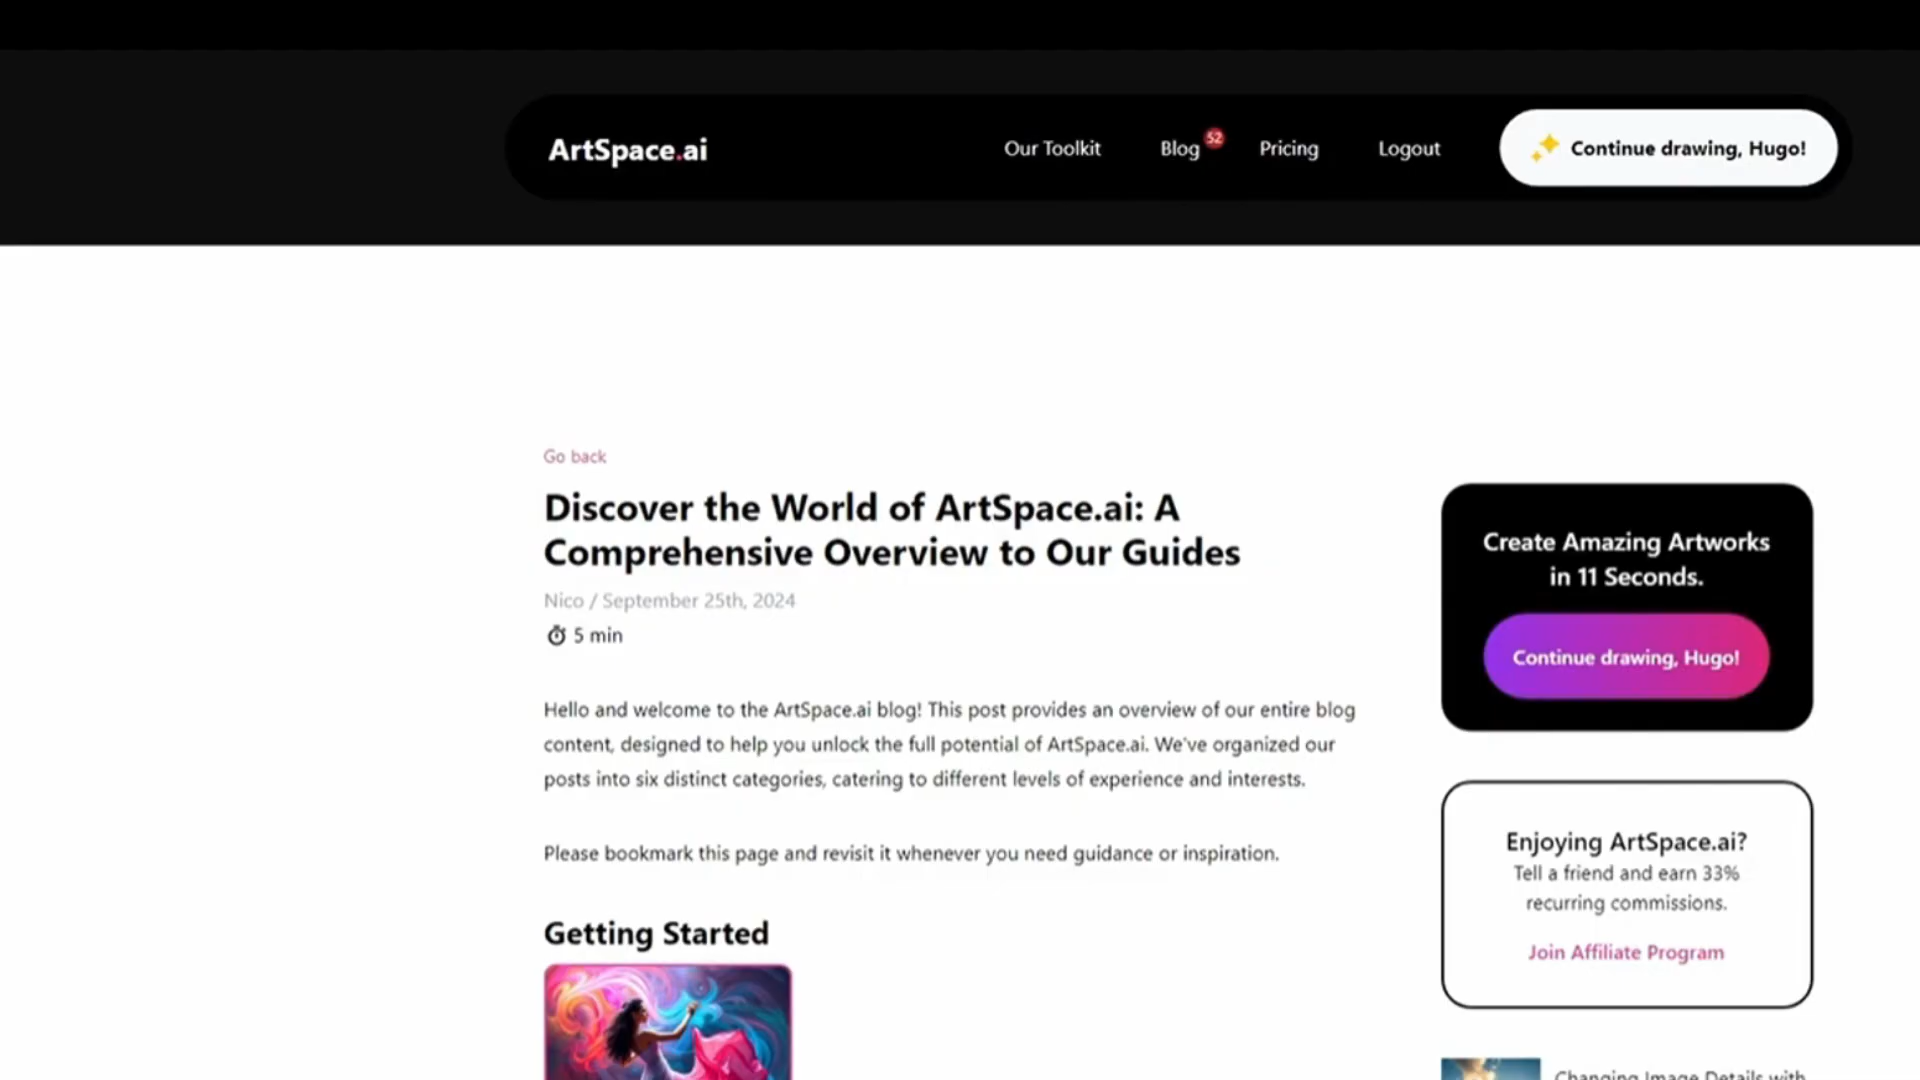 ArtSpace.ai
Our Toolkit
Blog
52
Pricing
Logout
Continue drawing, Hugo!
Go back
Discover the World of ArtSpace.ai: A
Comprehensive Overview to Our Guides
Nico / September 25th, 2024
5 min
Hello and welcome to the ArtSpace.ai blog! This post provides an overview of our entire blog
content, designed to help you unlock the full potential of ArtSpace.ai. We've organized our
posts into six distinct categories, catering to different levels of experience and interests.
Please bookmark this page and revisit it whenever you need guidance or inspiration.
Getting Started
Create Amazing Artworks
in 11 Seconds.
Continue drawing, Hugo!
Enjoying ArtSpace.ai?
Tell a friend and earn 33%
recurring commissions.
Join Affiliate Program
Changing Image Details with